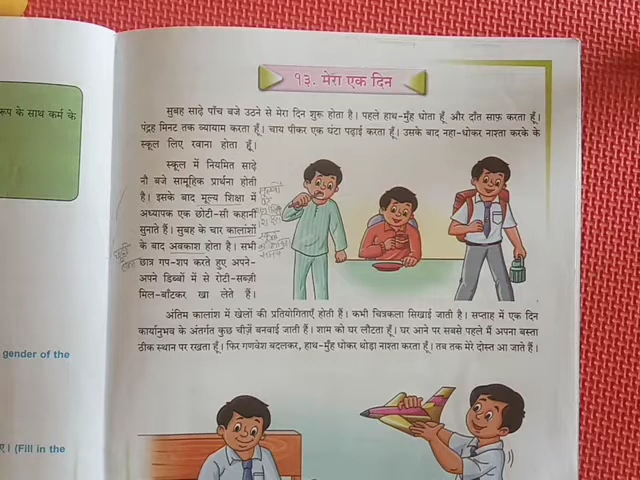 रूप के साथ कर्म के
gender of the
ए। (Fill in the
१३. मेरा एक दिन
सुबह साढ़े पाँच बजे उठने से मेरा दिन शुरू होता है। पहले हाथ-मुँह धोता हूँ और दाँत साफ़ करता हूँ।
पंद्रह मिनट तक व्यायाम करता हूँ। चाय पीकर एक घंटा पढ़ाई करता हूँ। उसके बाद नहा-धोकर नाश्ता करके के
स्कूल लिए रवाना होता हूँ।
स्कूल में नियमित साढ़े
नौ बजे सामूहिक प्रार्थना होती
है। इसके बाद मूल्य शिक्षा में
अध्यापक एक छोटी-सी कहानी
सुनाते हैं। सुबह के चार कालांशों
के बाद अवकाश होता है। सभी
छात्र गप-शप करते हुए अपने-
अपने डिब्बों में से रोटी-सब्ज़ी
मिल-बाँटकर खा लेते हैं।
अंतिम कालांश में खेलों की प्रतियोगिताएँ होती हैं। कभी चित्रकला सिखाई जाती है। सप्ताह में एक दिन
कार्यानुभव के अंतर्गत कुछ चीज़ें बनवाई जाती हैं। शाम को घर लौटता हूँ। घर आने पर सबसे पहले मैं अपना बस्ता
ठीक स्थान पर रखता हूँ। फिर गणवेश बदलकर, हाथ-मुँह धोकर थोड़ा नाश्ता करता हूँ। तब तक मेरे दोस्त आ जाते हैं।